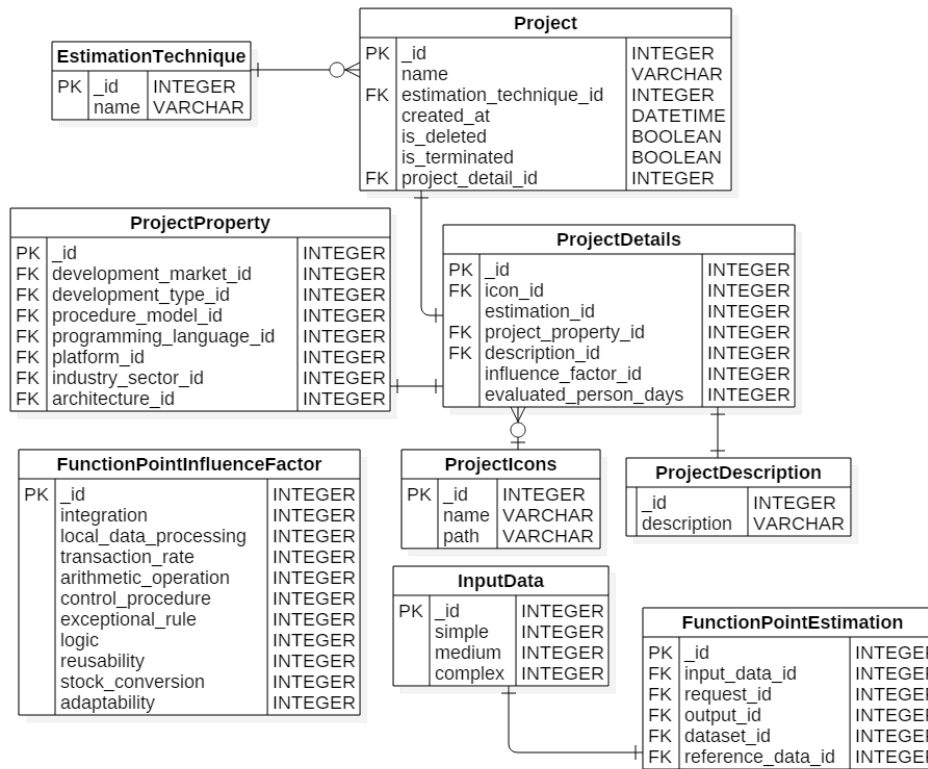 Project
PK _id INTEGER
name VARCHAR
FK estimation_technique_id INTEGER
created_at DATETIME
is_deleted BOOLEAN
is_terminated BOOLEAN
FK project_detail_id INTEGER
EstimationTechnique
PK _id INTEGER
name VARCHAR
ProjectProperty
PK _id INTEGER
FK development_market_id INTEGER
FK development_type_id INTEGER
FK procedure_model_id INTEGER
FK programming_language_id INTEGER
FK platform_id INTEGER
FK industry_sector_id INTEGER
FK architecture_id INTEGER
ProjectDetails
PK _id INTEGER
FK icon_id INTEGER
estimation_id INTEGER
FK project_property_id INTEGER
FK description_id INTEGER
influence_factor_id INTEGER
evaluated_person_days INTEGER
FunctionPointInfluenceFactor
PK _id INTEGER
integration INTEGER
local_data_processing INTEGER
transaction_rate INTEGER
arithmetic_operation INTEGER
control_procedure INTEGER
exceptional_rule INTEGER
logic INTEGER
reusability INTEGER
stock_conversion INTEGER
adaptability INTEGER
ProjectIcons
PK _id INTEGER
name VARCHAR
path VARCHAR
ProjectDescription
_id INTEGER
description VARCHAR
InputData
PK _id INTEGER
simple INTEGER
medium INTEGER
complex INTEGER
FunctionPointEstimation
PK _id INTEGER
FK input_data_id INTEGER
FK request_id INTEGER
FK output_id INTEGER
FK dataset_id INTEGER
FK reference_data_id INTEGER